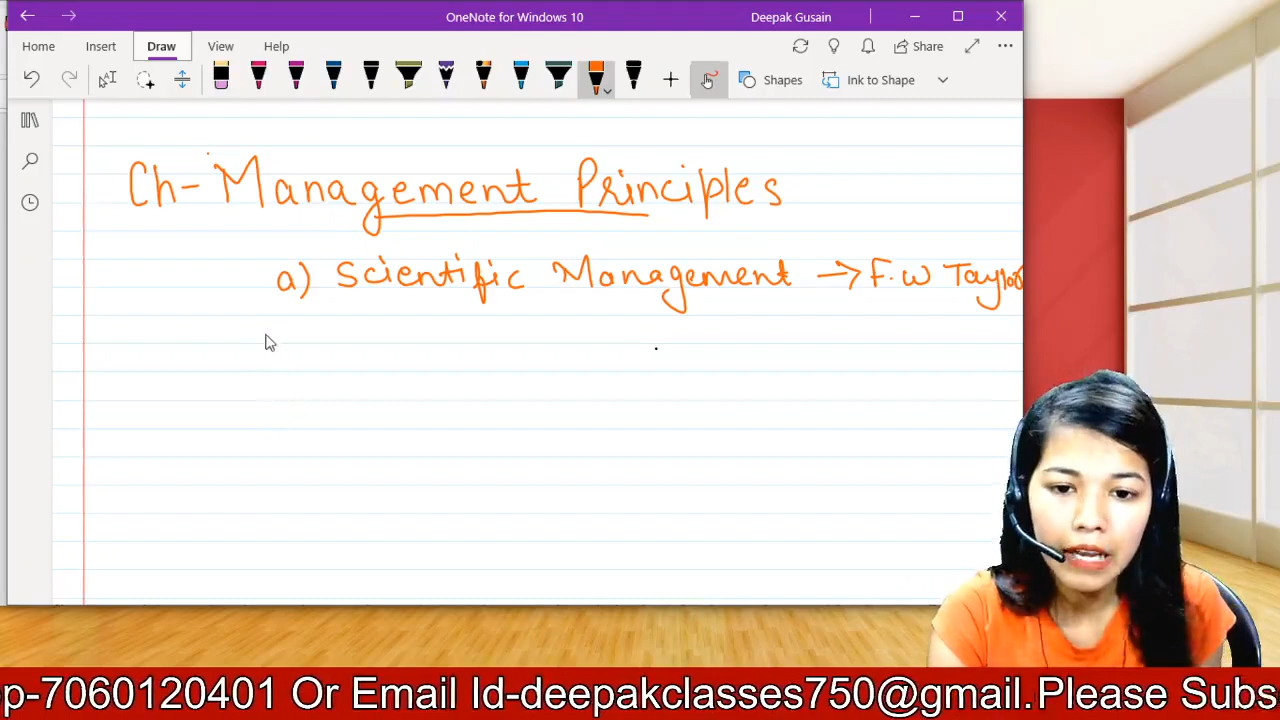 OneNote for Windows 10
Deepak Gusain
Home Insert Draw View Help
Share
Shapes
Ink to Shape
Ch- Management Principles
a) Scientific Management → F.W Taylor
p-7060120401 Or Email Id-deepakclasses750@gmail.Please Subs